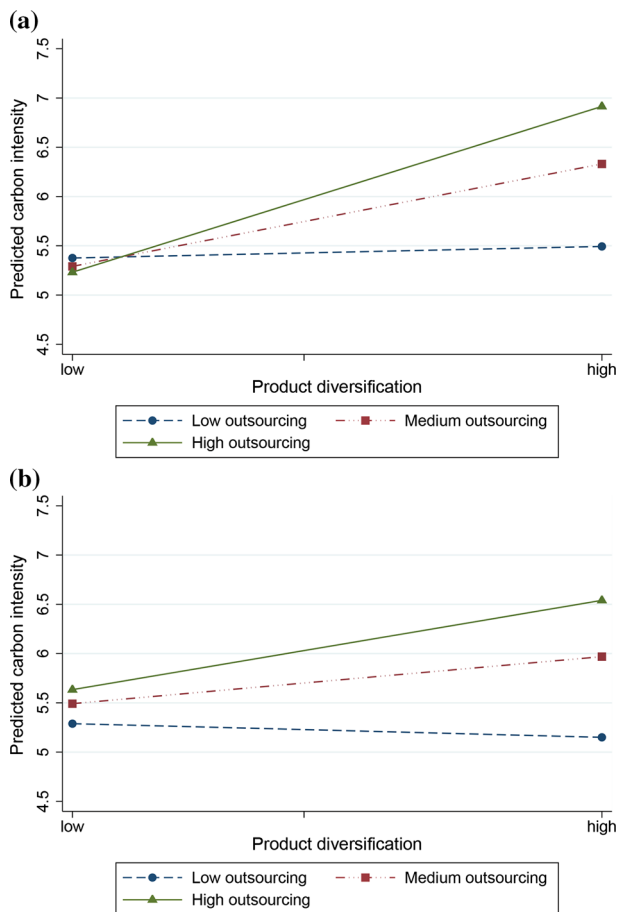 (a)
Predicted carbon intensity
7.5
7
6.5
6
5.5
5
4.5
low
high
Product diversification
Low outsourcing
Medium outsourcing
High outsourcing
(b)
Predicted carbon intensity
7.5
7
6.5
6
5.5
5
4.5
low
high
Product diversification
Low outsourcing
Medium outsourcing
High outsourcing